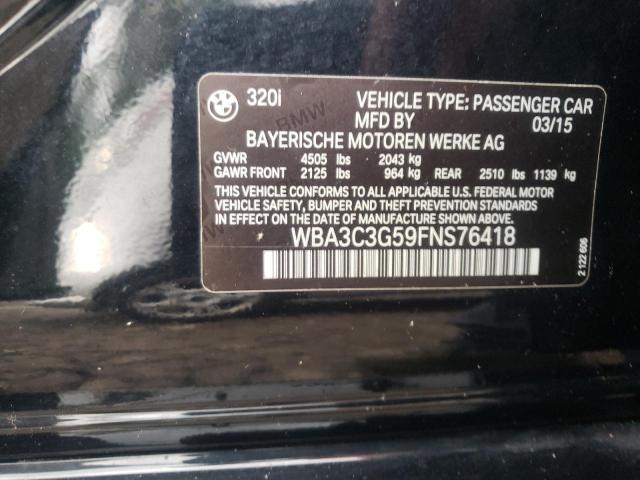 320i VEHICLE TYPE: PASSENGER CAR
MFD BY 03/15
BAYERISCHE MOTOREN WERKE AG
GVWR 4505 lbs 2043 kg
GAWR FRONT 2125 lbs 964 kg REAR 2510 lbs 1139 kg
THIS VEHICLE CONFORMS TO ALL APPLICABLE U.S. FEDERAL MOTOR
VEHICLE SAFETY, BUMPER AND THEFT PREVENTION STANDARDS
IN EFFECT ON THE DATE OF MANUFACTURE SHOWN ABOVE.
WBA3C3G59FNS76418
2 122 606
BMW
BMW